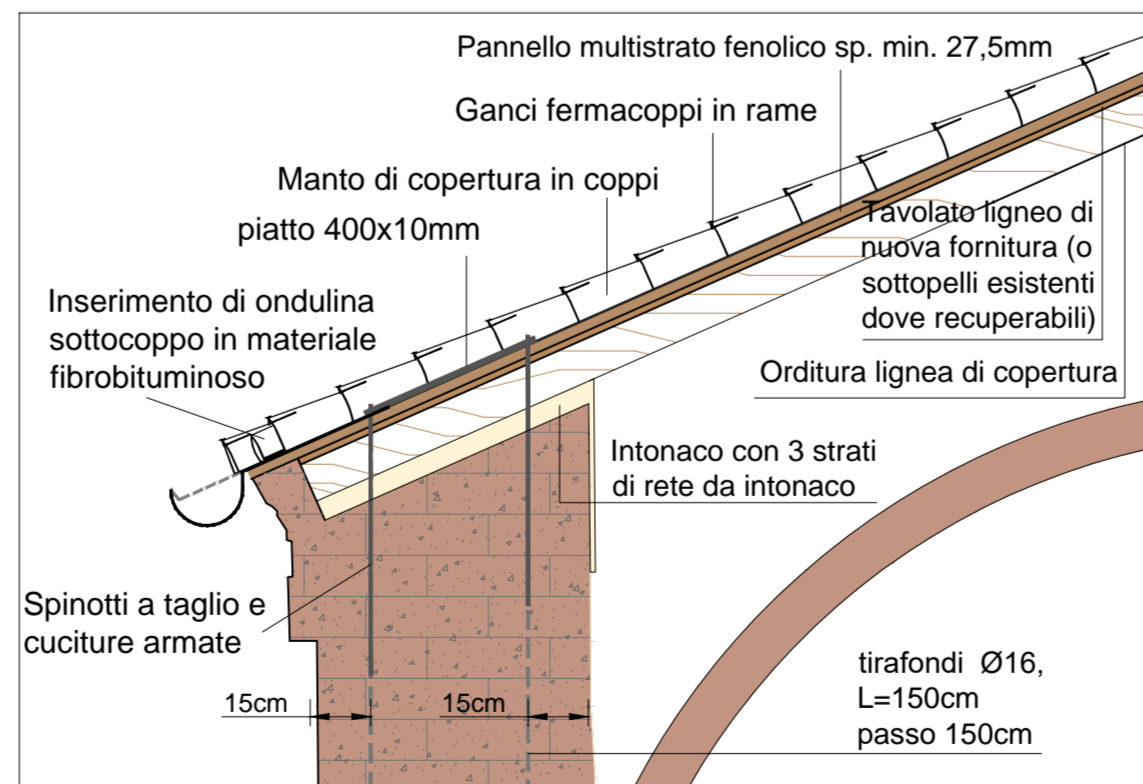 Pannello multistrato fenolico sp. min. 27,5mm
Ganci fermacoppi in rame
Manto di copertura in coppi
piatto 400x10mm
Inserimento di ondulina
sottocoppo in materiale
fibrobituminoso
Tavolato ligneo di
nuova fornitura (o
sottopelli esistenti
dove recuperabili)
Orditura lignea di copertura
Intonaco con 3 strati
di rete da intonaco
Spinotti a taglio e
cuciture armate
15cm
15cm
tirafondi Ø16,
L=150cm
passo 150cm